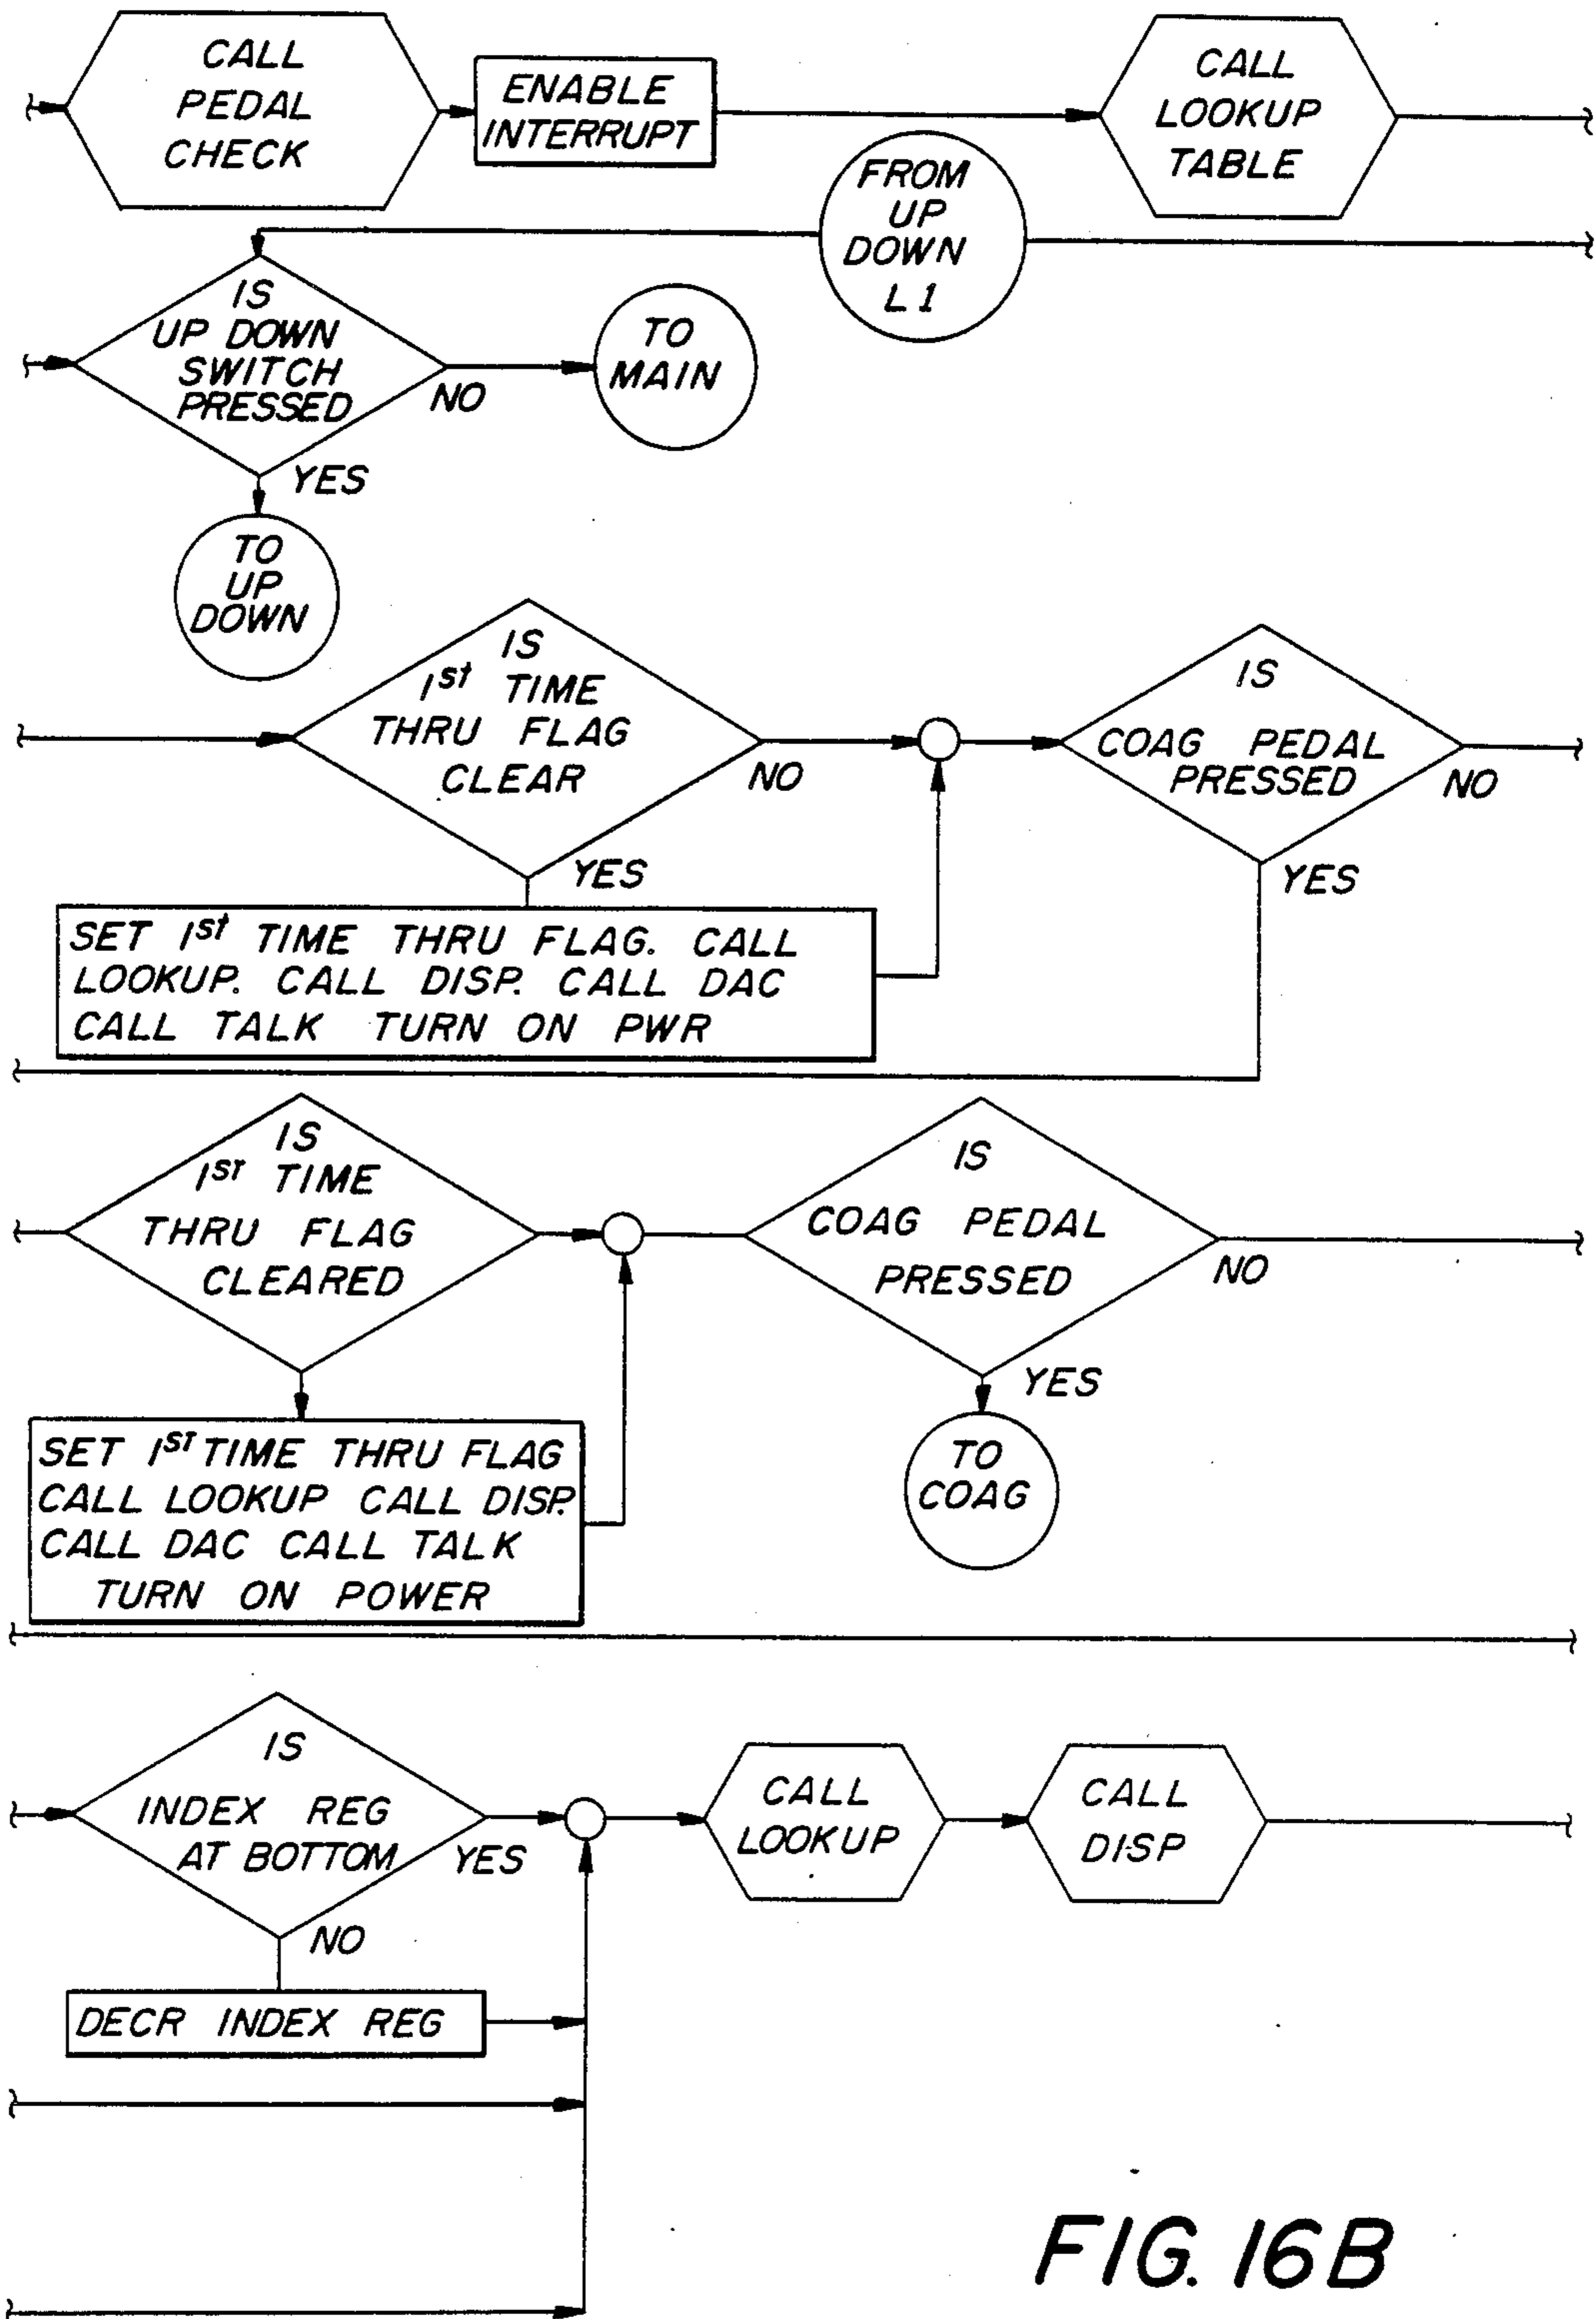 CALL
PEDAL
CHECK
ENABLE
INTERRUPT
CALL
LOOKUP
TABLE
FROM
UP
DOWN
L1
IS
UP DOWN
SWITCH
PRESSED
NO
TO
MAIN
YES
TO
UP
DOWN
IS
1st TIME
THRU FLAG
CLEAR
NO
YES
IS
COAG PEDAL
PRESSED
NO
YES
SET 1st TIME THRU FLAG. CALL
LOOKUP. CALL DISP. CALL DAC
CALL TALK TURN ON PWR
IS
1ST TIME
THRU FLAG
CLEARED
IS
COAG PEDAL
PRESSED
NO
YES
TO
COAG
SET 1ST TIME THRU FLAG
CALL LOOKUP CALL DISP.
CALL DAC CALL TALK
TURN ON POWER
IS
INDEX REG
AT BOTTOM
YES
NO
CALL
LOOKUP
CALL
DISP
DECR INDEX REG
FIG. 16B